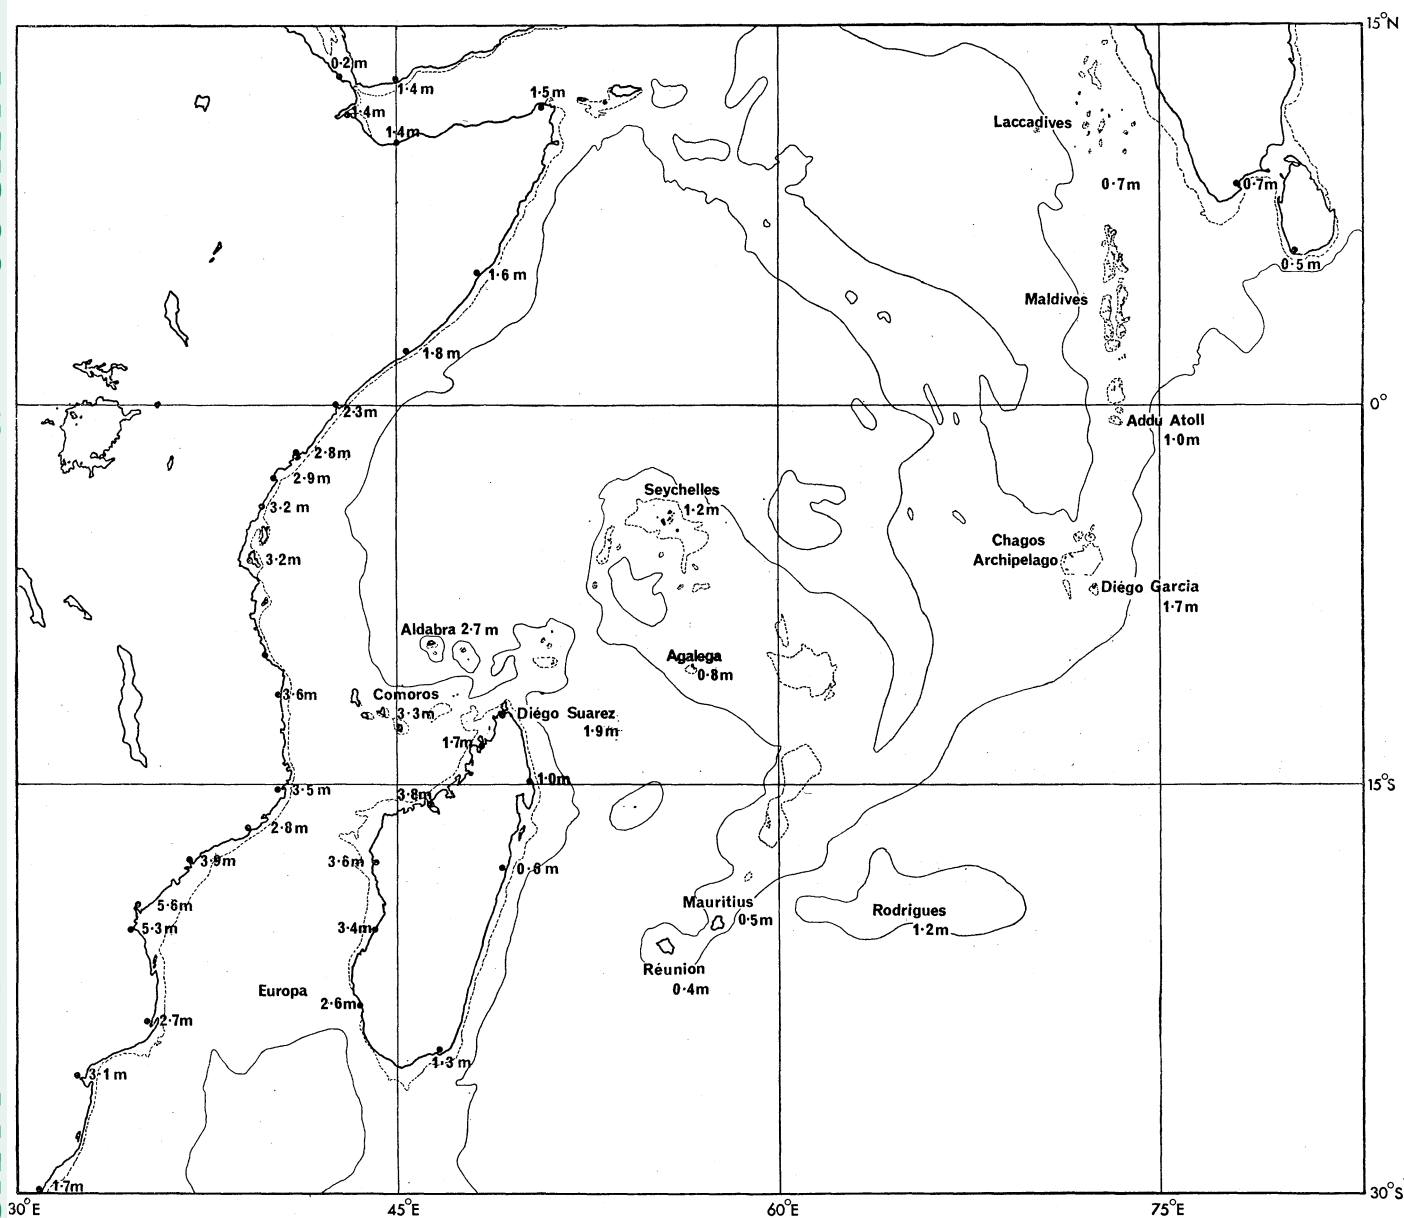 15°N
0·2m
1·4m
1·5m
1·4m
1·4m
Laccadives
0·7m
0·7m
0·5m
1·6m
Maldives
1·8m
0°
2·3m
Addu Atoll
1·0m
2·8m
2·9m
Seychelles
1·2m
3·2m
Chagos
Archipelago
3·2m
Diégo Garcia
1·7m
Aldabra 2·7m
Agalega
0·8m
Comoros
3·6m
3·3m
Diégo Suarez
1·9m
1·7m
1·0m
15°S
3·5m
3·8m
2·8m
3·9m
3·6m
0·6m
Mauritius
0·5m
Rodrigues
1·2m
5·6m
5·3m
3·4m
Réunion
0·4m
Europa
2·6m
2·7m
1·3m
3·1m
1·7m
30°S
30°E
45°E
60°E
75°E